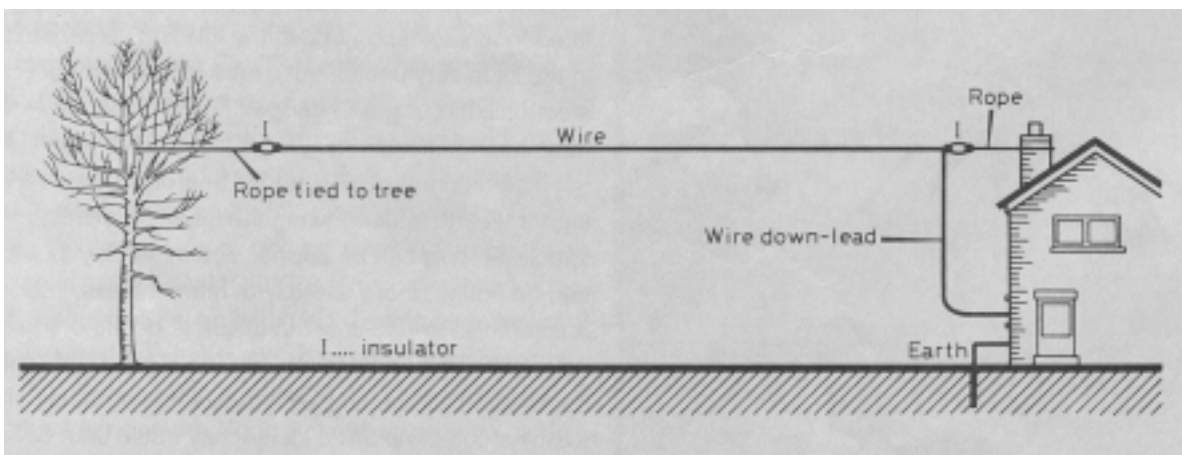 I
Rope tied to tree
Wire
I
Rope
Wire down-lead
Earth
I.... insulator